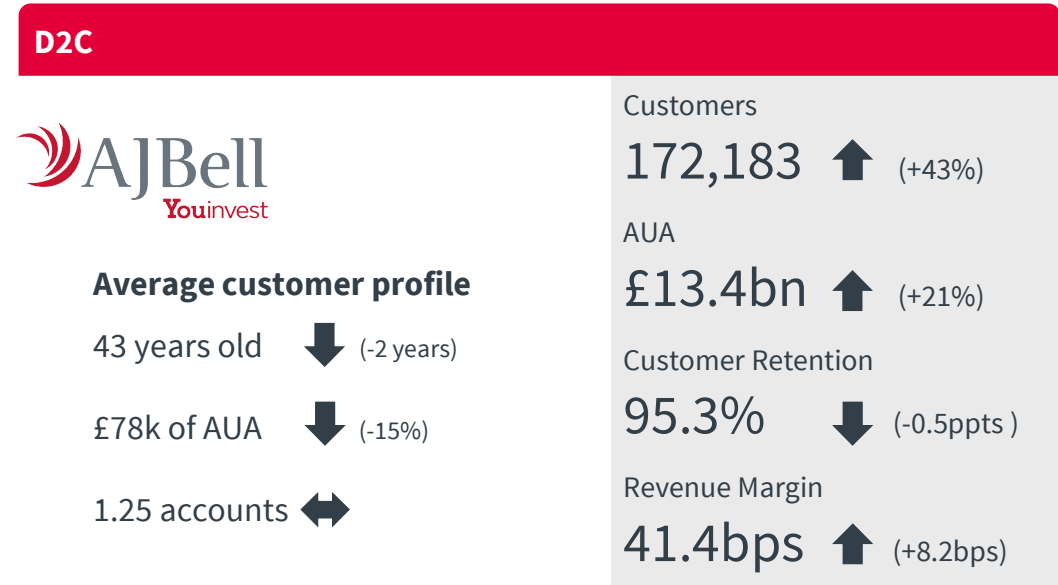 D2C
AJBell
Youinvest
Average customer profile
43 years old (-2 years)
£78k of AUA (-15%)
1.25 accounts
Customers
172,183 (+43%)
AUA
£13.4bn (+21%)
Customer Retention
95.3% (-0.5ppts )
Revenue Margin
41.4bps (+8.2bps)